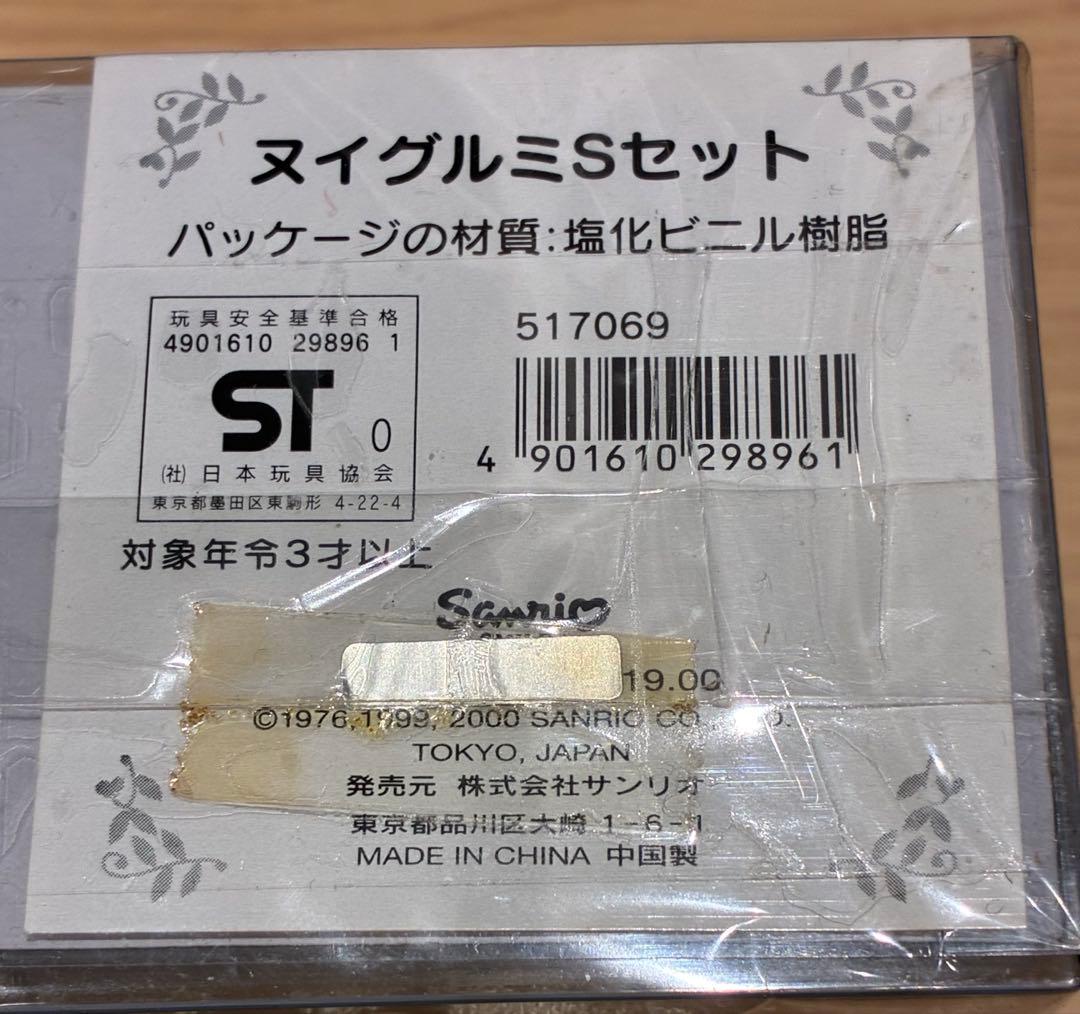 ヌイグルミSセット
パッケージの材質:塩化ビニル樹脂
玩具安全基準合格
4901610 29896 1
ST 0
(社)日本玩具協会
東京都墨田区東駒形 4-22-4
517069
4 901610 298961
対象年令3才以上
Sanrio
19.00
©1976,1999, 2000 SANRIO CO
TOKYO, JAPAN
発売元 株式会社サンリオ
東京都品川区大崎 1-6-1
MADE IN CHINA 中国製